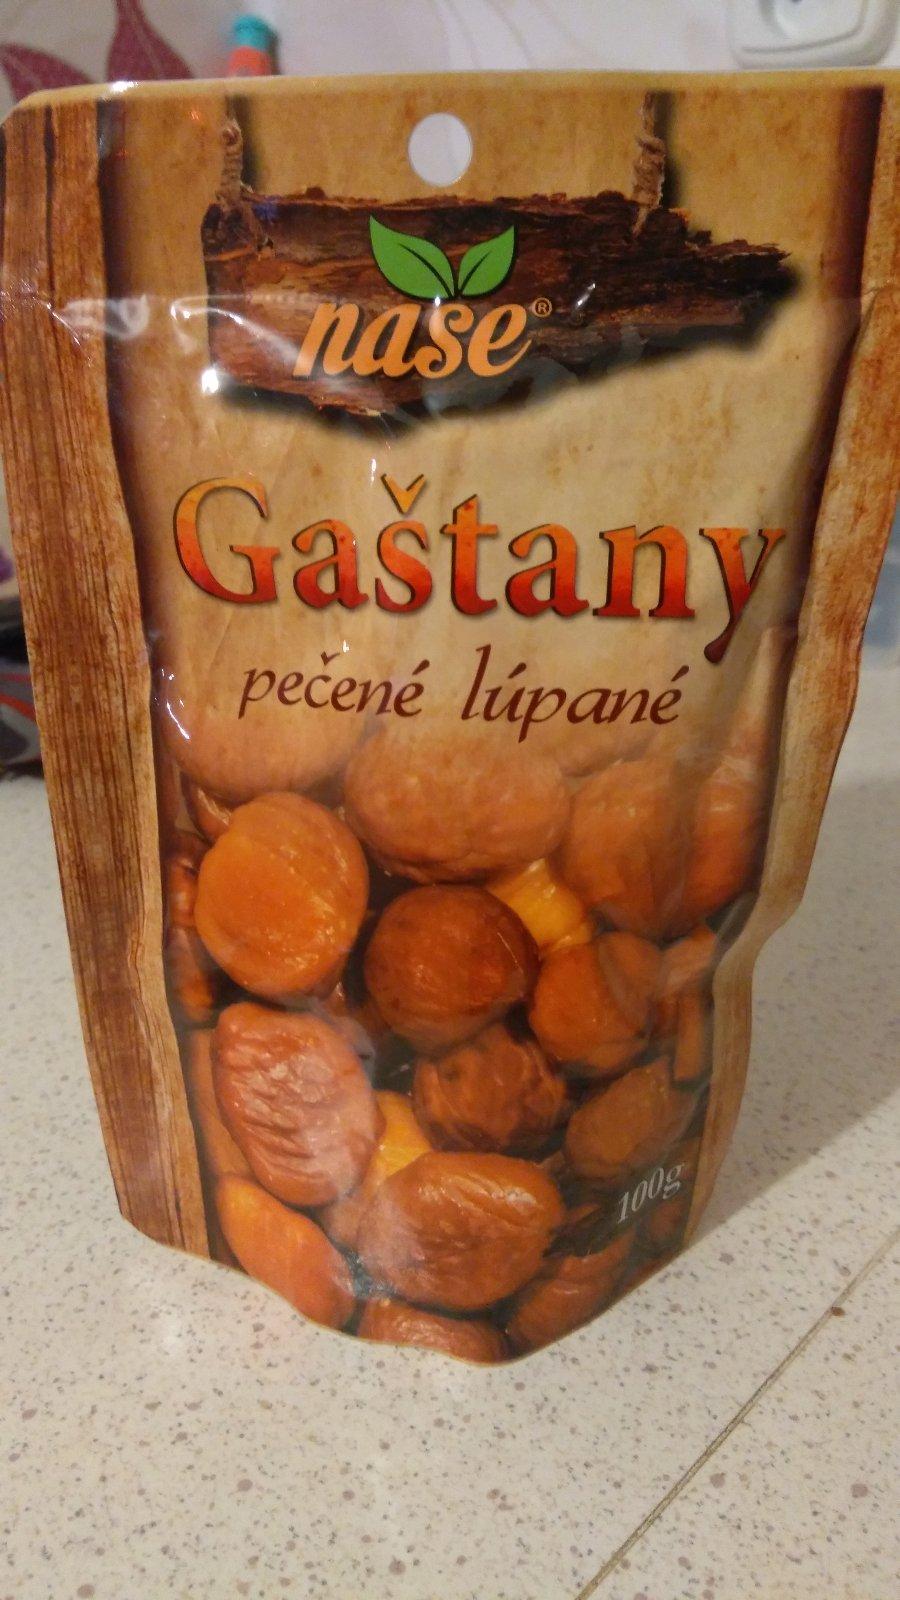 nase®
Gaštany
pečené lúpané
100g